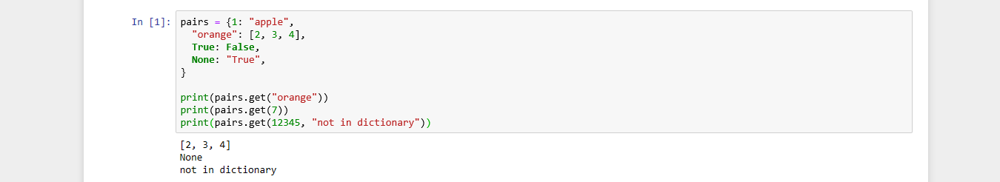 In [1]: pairs = {1: "apple",
  "orange": [2, 3, 4],
  True: False,
  None: "True",
}
print(pairs.get("orange"))
print(pairs.get(7))
print(pairs.get(12345, "not in dictionary"))
[2, 3, 4]
None
not in dictionary